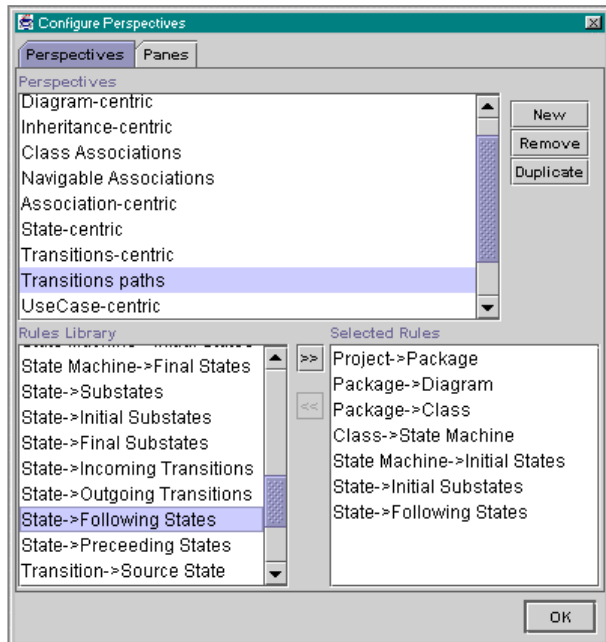 Configure Perspectives
Perspectives
Panes
Perspectives
Diagram-centric
Inheritance-centric
Class Associations
Navigable Associations
Association-centric
State-centric
Transitions-centric
Transitions paths
UseCase-centric
New
Remove
Duplicate
Rules Library
State Machine->Initial States
State Machine->Final States
State->Substates
State->Initial Substates
State->Final Substates
State->Incoming Transitions
State->Outgoing Transitions
State->Following States
State->Preceeding States
Transition->Source State
>>
<<
Selected Rules
Project->Package
Package->Diagram
Package->Class
Class->State Machine
State Machine->Initial States
State->Initial Substates
State->Following States
OK